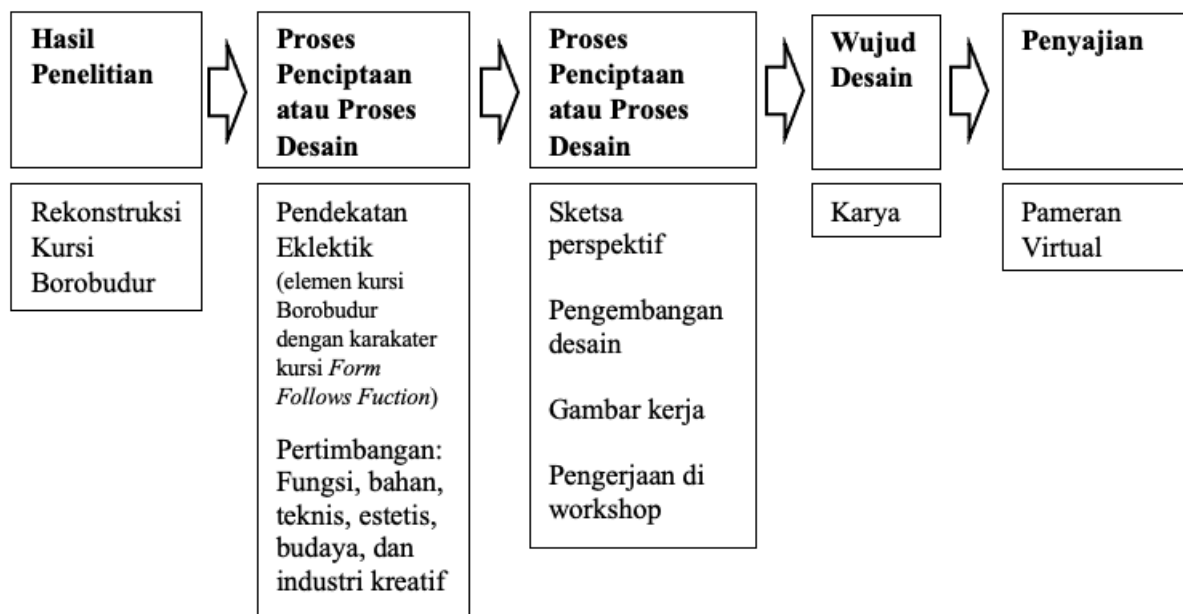 Hasil
Penelitian
Proses
Penciptaan
atau Proses
Desain
Proses
Penciptaan
atau Proses
Desain
Wujud
Desain
Penyajian
Rekonstruksi
Kursi
Borobudur
Pendekatan
Eklektik
(elemen kursi
Borobudur
dengan karakater
kursi Form
Follows Fuction)
Pertimbangan:
Fungsi, bahan,
teknis, estetis,
budaya, dan
industri kreatif
Sketsa
perspektif
Pengembangan
desain
Gambar kerja
Pengerjaan di
workshop
Karya
Pameran
Virtual